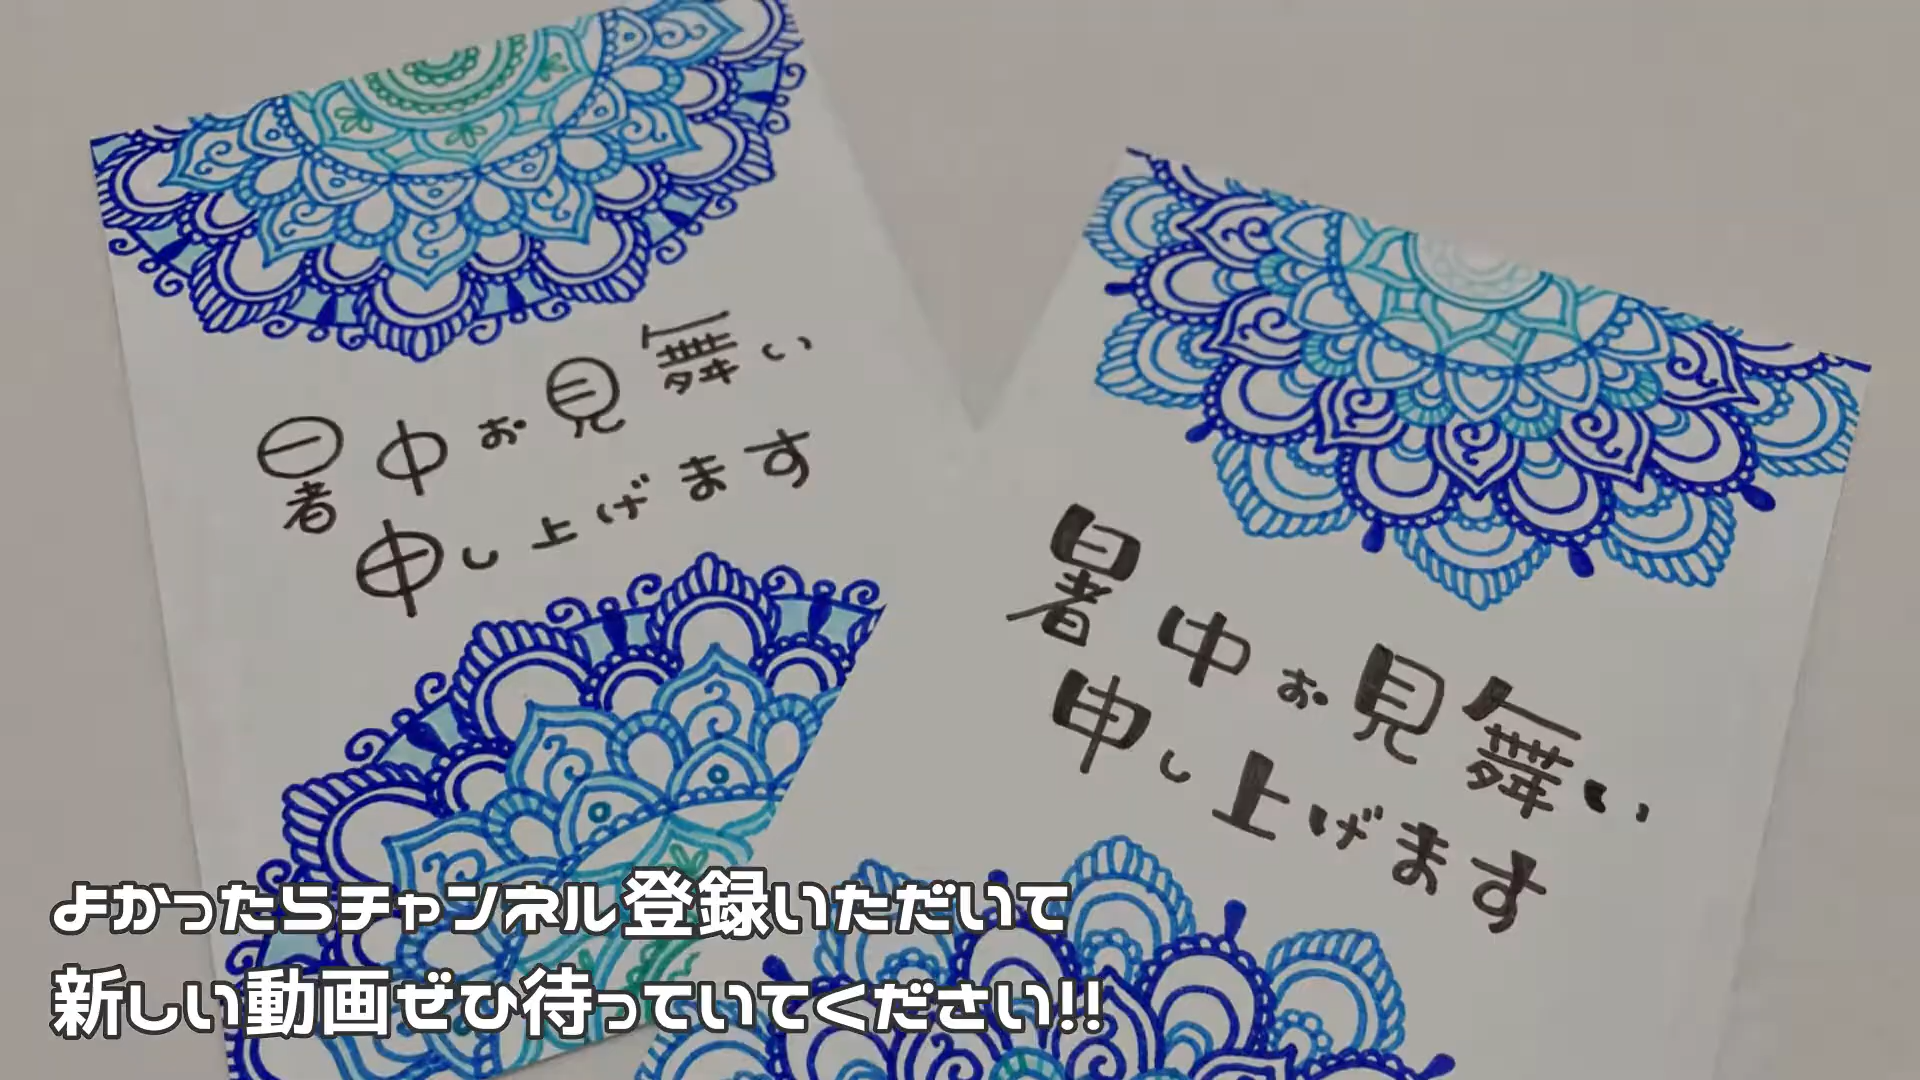 暑中お見舞い
申し上げます
暑中お見舞い
申し上げます
よかったらチャンネル登録いただいて
新しい動画ぜひ待っていてください!!